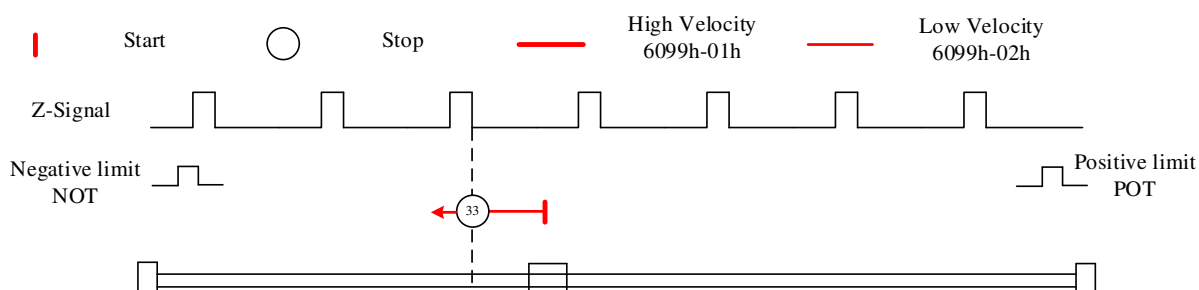 Start
Stop
High Velocity
6099h-01h
Low Velocity
6099h-02h
Z-Signal
Negative limit
NOT
Positive limit
POT
33